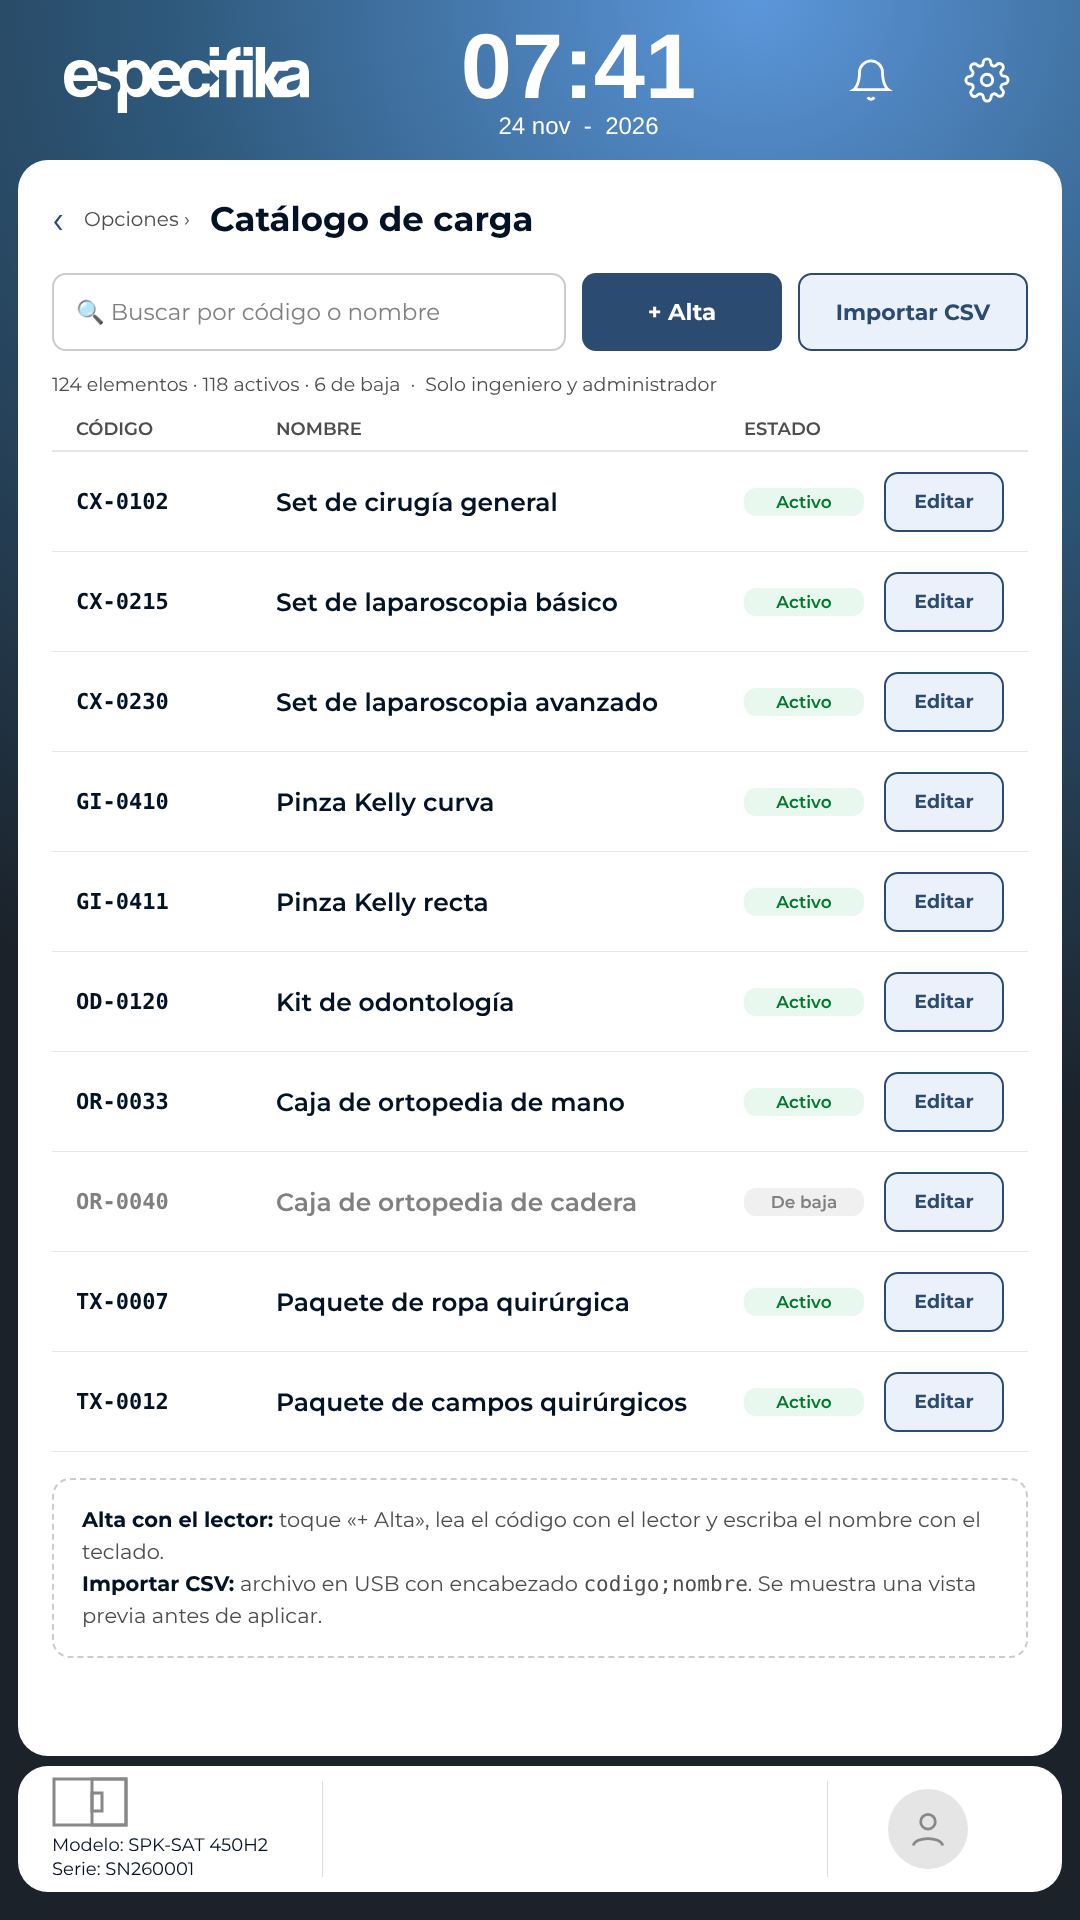 especifika
07:41
24 nov - 2026
‹ Opciones › Catálogo de carga
🔍 Buscar por código o nombre
+ Alta
Importar CSV
124 elementos · 118 activos · 6 de baja · Solo ingeniero y administrador
CÓDIGO NOMBRE ESTADO
CX-0102 Set de cirugía general Activo Editar
CX-0215 Set de laparoscopia básico Activo Editar
CX-0230 Set de laparoscopia avanzado Activo Editar
GI-0410 Pinza Kelly curva Activo Editar
GI-0411 Pinza Kelly recta Activo Editar
OD-0120 Kit de odontología Activo Editar
OR-0033 Caja de ortopedia de mano Activo Editar
OR-0040 Caja de ortopedia de cadera De baja Editar
TX-0007 Paquete de ropa quirúrgica Activo Editar
TX-0012 Paquete de campos quirúrgicos Activo Editar
Alta con el lector: toque «+ Alta», lea el código con el lector y escriba el nombre con el
teclado.
Importar CSV: archivo en USB con encabezado codigo;nombre. Se muestra una vista
previa antes de aplicar.
Modelo: SPK-SAT 450H2
Serie: SN260001